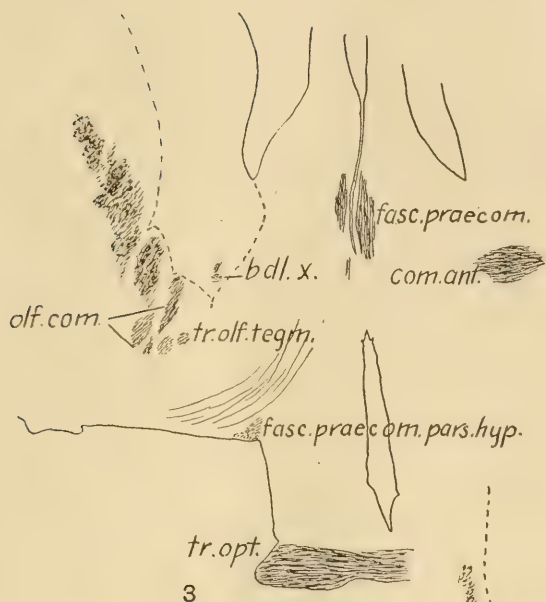 fasc.praecom.
bdl.x.
com.ant.
olf.com.
tr.olf.tegm.
fasc.praecom.pars.hyp.
tr.opt.
3